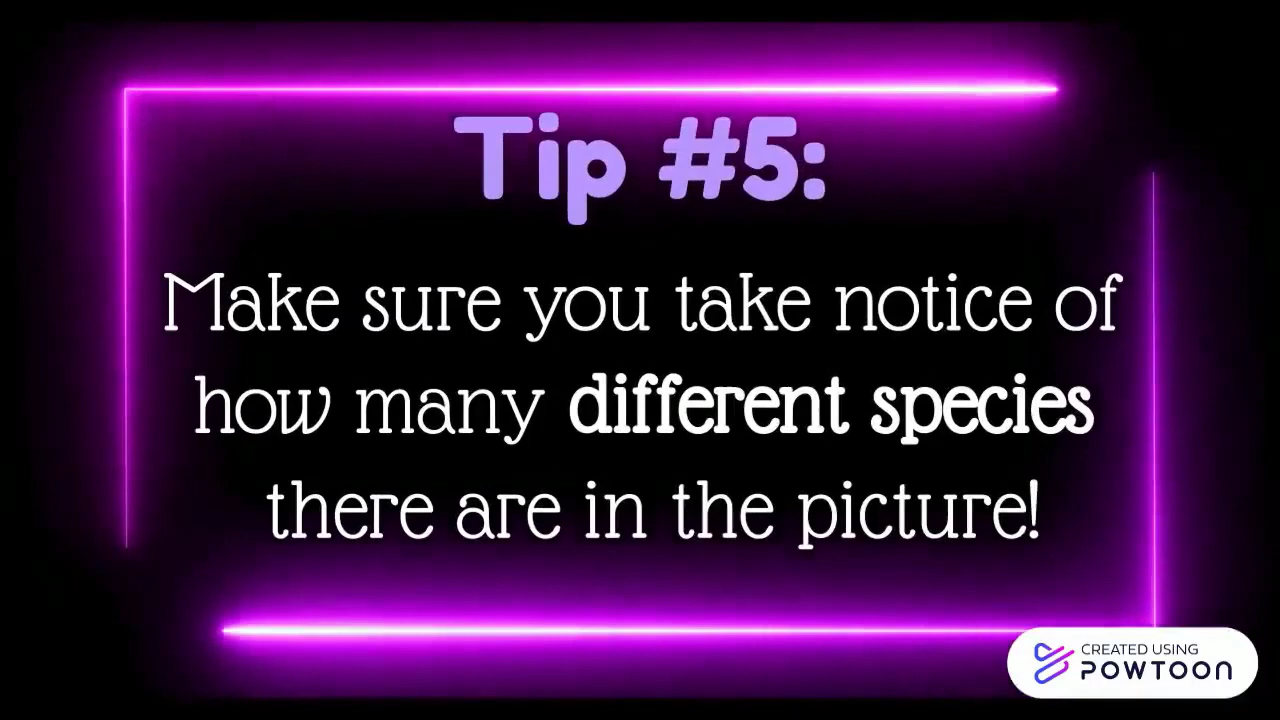 Tip #5:
Make sure you take notice of
how many different species
there are in the picture!
CREATED USING
POWTOON